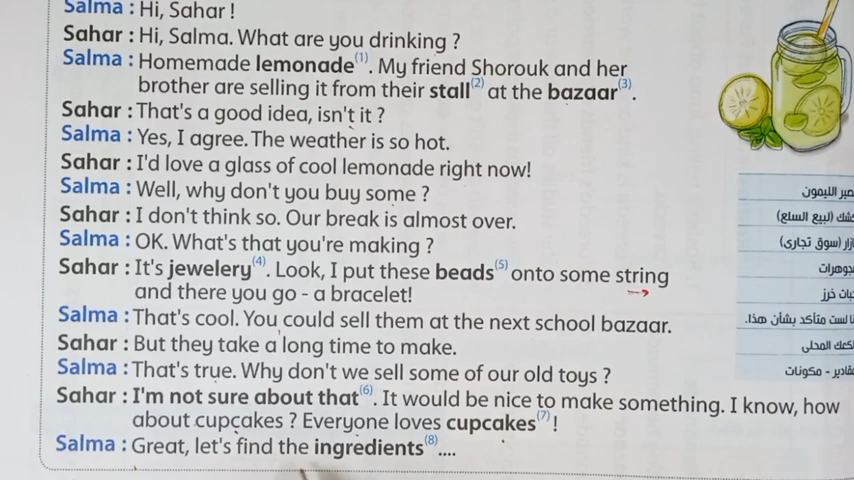 Salma : Hi, Sahar !
Sahar : Hi, Salma. What are you drinking ?
Salma : Homemade lemonade(1). My friend Shorouk and her
brother are selling it from their stall(2) at the bazaar(3).
Sahar : That's a good idea, isn't it ?
Salma : Yes, I agree. The weather is so hot.
Sahar : I'd love a glass of cool lemonade right now!
Salma : Well, why don't you buy some ?
Sahar : I don't think so. Our break is almost over.
Salma : OK. What's that you're making ?
Sahar : It's jewelery(4). Look, I put these beads(5) onto some string
and there you go - a bracelet!
Salma : That's cool. You could sell them at the next school bazaar.
Sahar : But they take a long time to make.
Salma : That's true. Why don't we sell some of our old toys ?
Sahar : I'm not sure about that(6). It would be nice to make something. I know, how
about cupcakes ? Everyone loves cupcakes(7)!
Salma : Great, let's find the ingredients(8)....
الليمون
(لبيع السلع)
(سوق تجارى)
خرز
لست متأكد بشأن هذا.
المحلى
مكونات